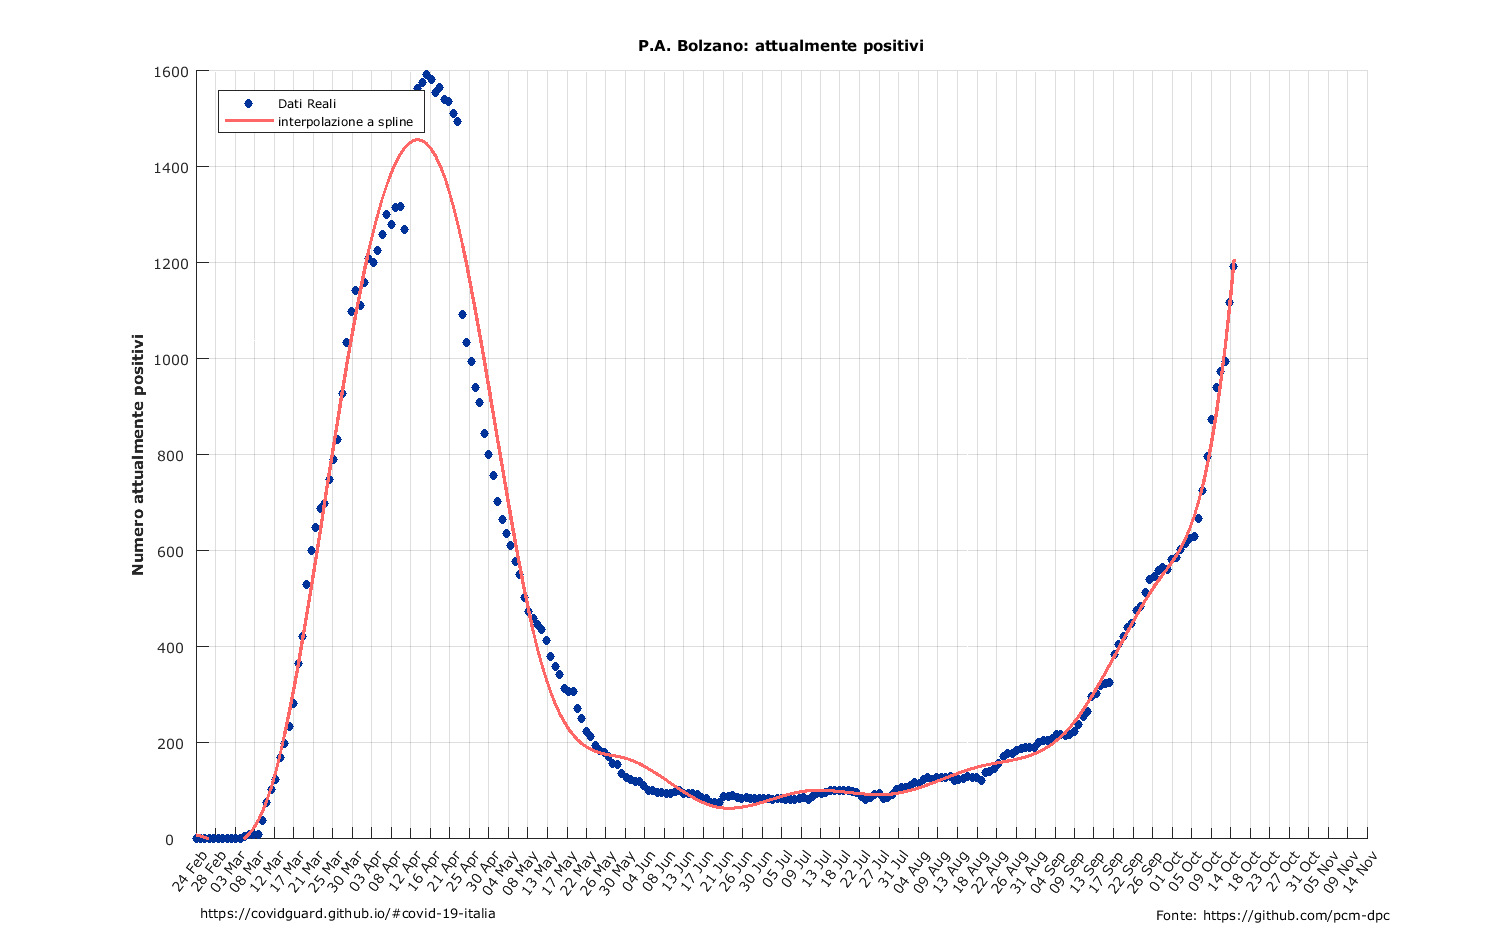 P.A. Bolzano: attualmente positivi
Numero attualmente positivi
1600
1400
1200
1000
800
600
400
200
0
Dati Reali
interpolazione a spline
24 Feb
28 Feb
03 Mar
08 Mar
12 Mar
17 Mar
21 Mar
25 Mar
30 Mar
03 Apr
08 Apr
12 Apr
16 Apr
21 Apr
25 Apr
30 Apr
04 May
08 May
13 May
17 May
22 May
26 May
30 May
04 Jun
08 Jun
13 Jun
17 Jun
21 Jun
26 Jun
30 Jun
05 Jul
09 Jul
13 Jul
18 Jul
22 Jul
27 Jul
31 Jul
04 Aug
09 Aug
13 Aug
18 Aug
22 Aug
26 Aug
31 Aug
04 Sep
09 Sep
13 Sep
17 Sep
22 Sep
26 Sep
01 Oct
05 Oct
09 Oct
14 Oct
18 Oct
23 Oct
27 Oct
31 Oct
05 Nov
09 Nov
14 Nov
https://covidguard.github.io/#covid-19-italia
Fonte: https://github.com/pcm-dpc